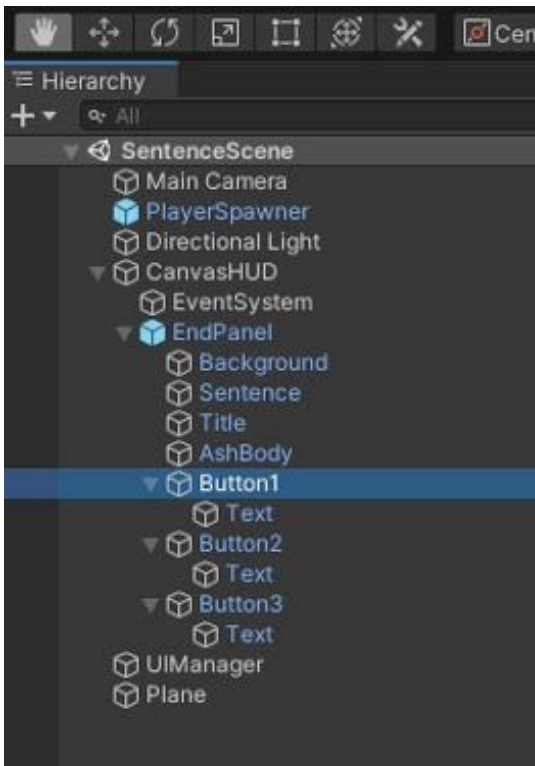 Cen
Hierarchy
All
SentenceScene
Main Camera
PlayerSpawner
Directional Light
CanvasHUD
EventSystem
EndPanel
Background
Sentence
Title
AshBody
Button1
Text
Button2
Text
Button3
Text
UIManager
Plane